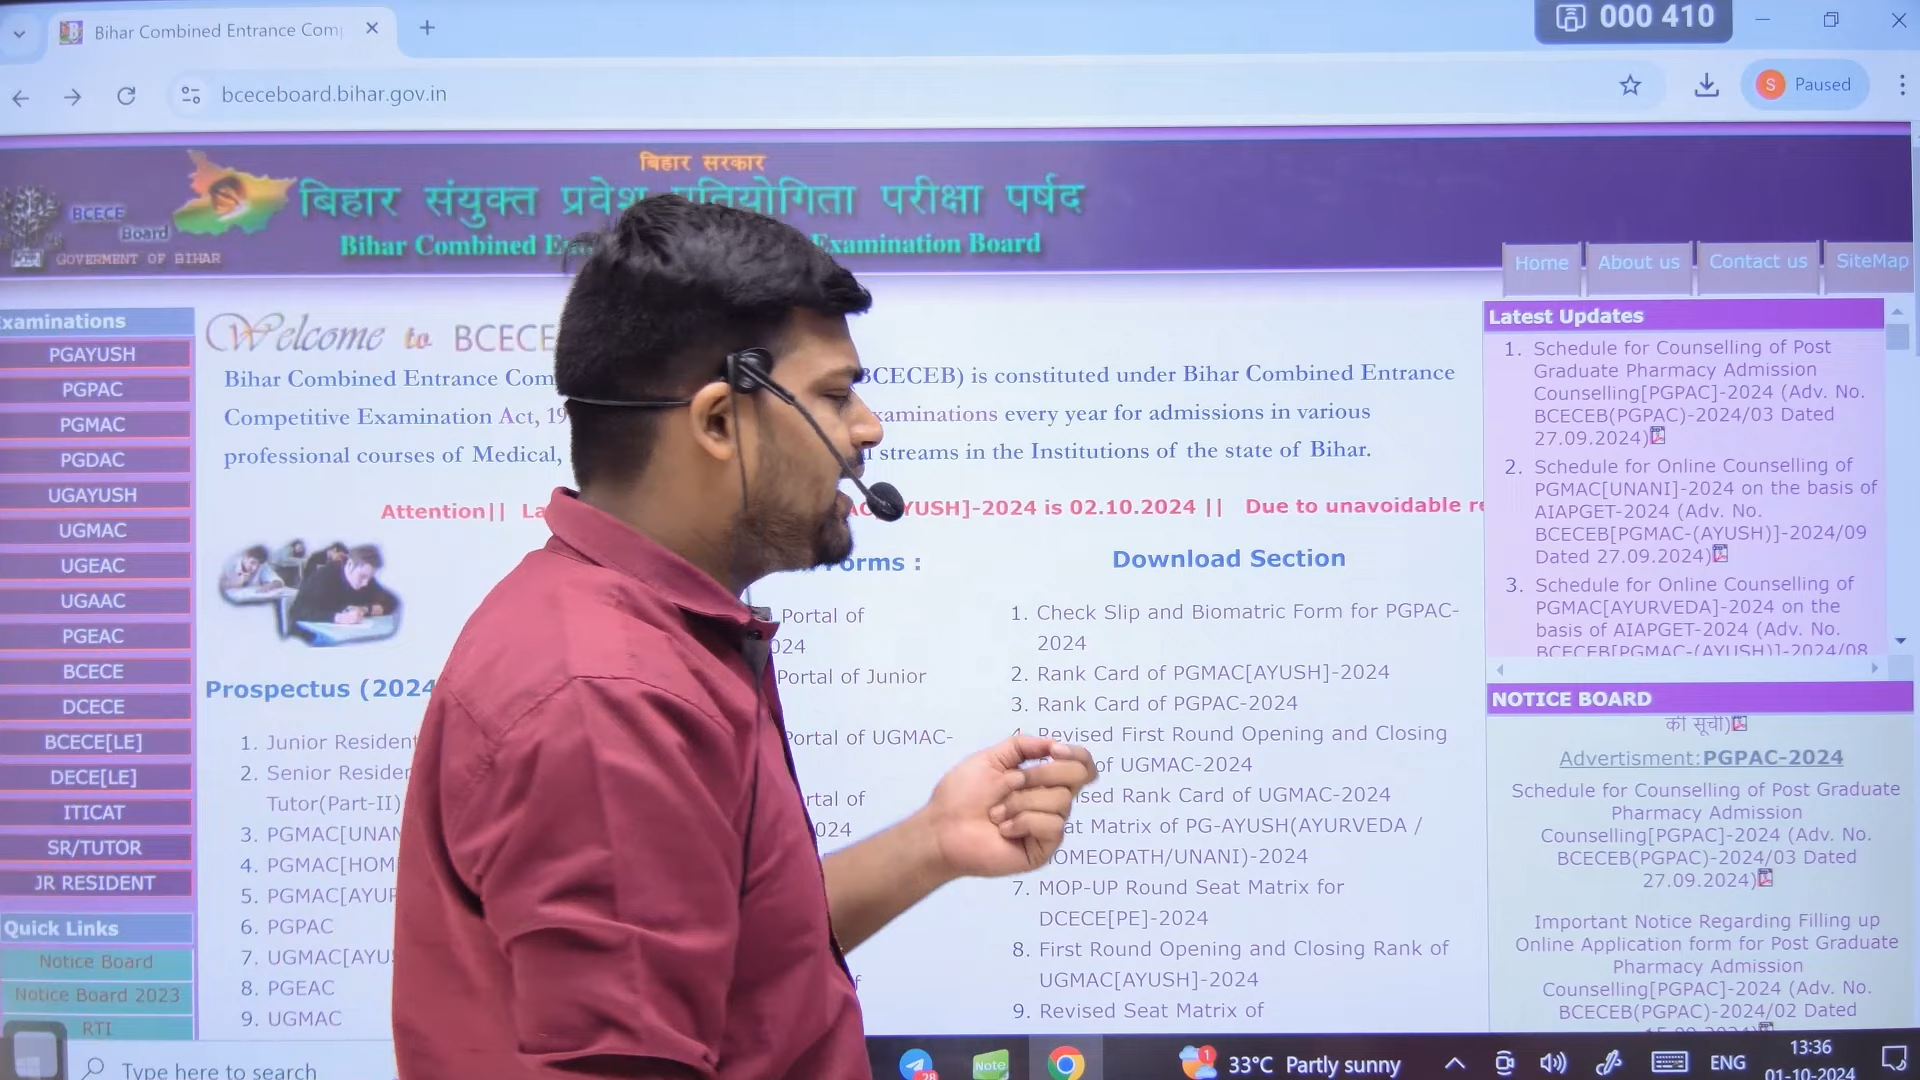 Bihar Combined Entrance Com
000 410
bceceboard.bihar.gov.in
S Paused
बिहार सरकार
बिहार संयुक्त प्रवेश प्रतियोगिता परीक्षा पर्षद
BCECE
Board
Bihar Combined En
Examination Board
GOVERMENT OF BIHAR
Home
About us
Contact us
SiteMap
Examinations
PGAYUSH
PGPAC
PGMAC
PGDAC
UGAYUSH
UGMAC
UGEAC
UGAAC
PGEAC
BCECE
DCECE
BCECE[LE]
DECE[LE]
ITICAT
SR/TUTOR
JR RESIDENT
Quick Links
Notice Board
Notice Board 2023
RTI
Welcome to BCECE
Bihar Combined Entrance Com BCECEB) is constituted under Bihar Combined Entrance
Competitive Examination Act, 19 xaminations every year for admissions in various
professional courses of Medical, l streams in the Institutions of the state of Bihar.
Attention|| La YUSH]-2024 is 02.10.2024 || Due to unavoidable re
Prospectus (2024
1. Junior Resident
2. Senior Resider
Tutor(Part-II)
3. PGMAC[UNAN
4. PGMAC[HOM
5. PGMAC[AYUR
6. PGPAC
7. UGMAC[AYU
8. PGEAC
9. UGMAC
Forms :
Portal of
024
Portal of Junior
Portal of UGMAC-
rtal of
024
f
Download Section
1. Check Slip and Biomatric Form for PGPAC-
2024
2. Rank Card of PGMAC[AYUSH]-2024
3. Rank Card of PGPAC-2024
4. Revised First Round Opening and Closing
of UGMAC-2024
ised Rank Card of UGMAC-2024
at Matrix of PG-AYUSH(AYURVEDA /
HOMEOPATH/UNANI)-2024
7. MOP-UP Round Seat Matrix for
DCECE[PE]-2024
8. First Round Opening and Closing Rank of
UGMAC[AYUSH]-2024
9. Revised Seat Matrix of
Latest Updates
1. Schedule for Counselling of Post
Graduate Pharmacy Admission
Counselling[PGPAC]-2024 (Adv. No.
BCECEB(PGPAC)-2024/03 Dated
27.09.2024)
2. Schedule for Online Counselling of
PGMAC[UNANI]-2024 on the basis of
AIAPGET-2024 (Adv. No.
BCECEB[PGMAC-(AYUSH)]-2024/09
Dated 27.09.2024)
3. Schedule for Online Counselling of
PGMAC[AYURVEDA]-2024 on the
basis of AIAPGET-2024 (Adv. No.
BCECEB[PGMAC-(AYUSH)]-2024/08
NOTICE BOARD
की सूची)
Advertisment:PGPAC-2024
Schedule for Counselling of Post Graduate
Pharmacy Admission
Counselling[PGPAC]-2024 (Adv. No.
BCECEB(PGPAC)-2024/03 Dated
27.09.2024)
Important Notice Regarding Filling up
Online Application form for Post Graduate
Pharmacy Admission
Counselling[PGPAC]-2024 (Adv. No.
BCECEB(PGPAC)-2024/02 Dated
Type here to search
28
Note
1
33°C Partly sunny
ENG
13:36
01-10-2024